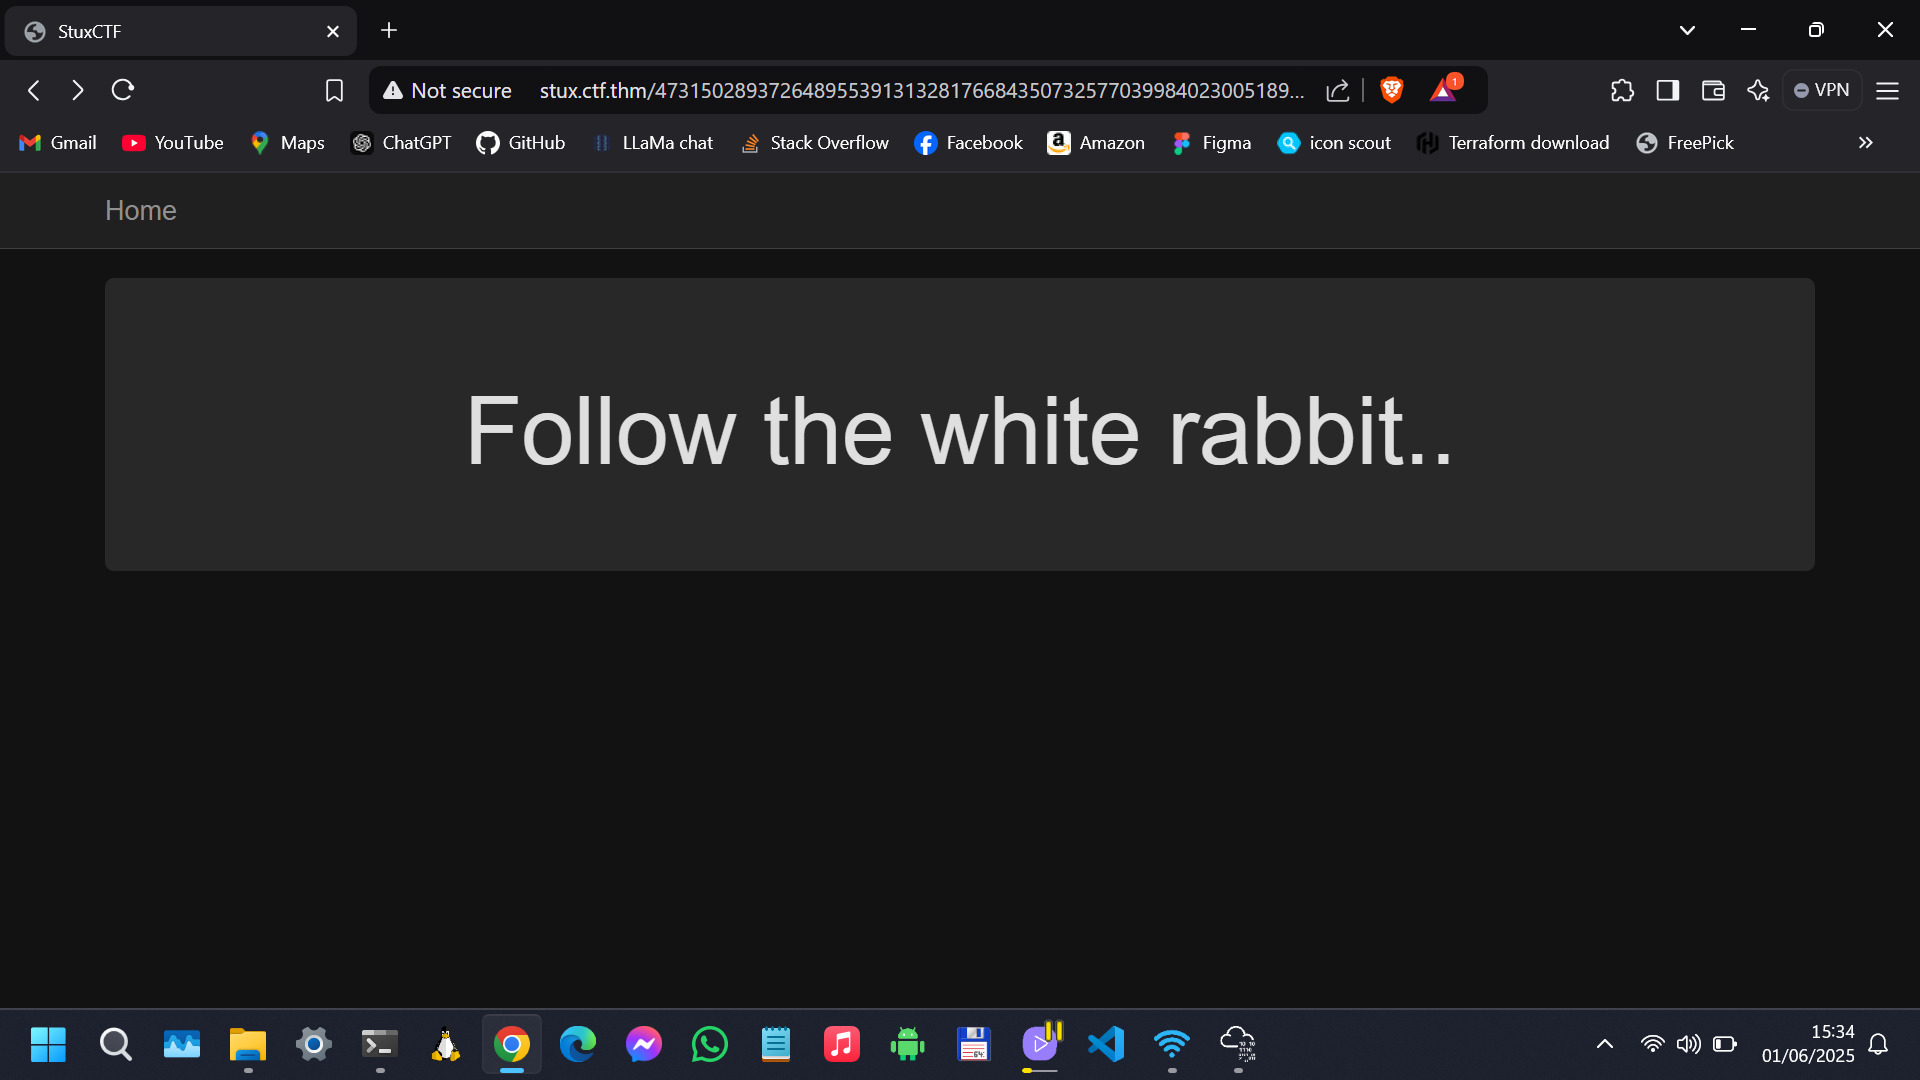 StuxCTF
Not secure stux.ctf.thm/47315028937264895539131328176684350732577039984023005189...
1
VPN
Gmail YouTube Maps ChatGPT GitHub LLaMa chat Stack Overflow Facebook Amazon Figma icon scout Terraform download FreePick
Home
Follow the white rabbit..
15:34
01/06/2025